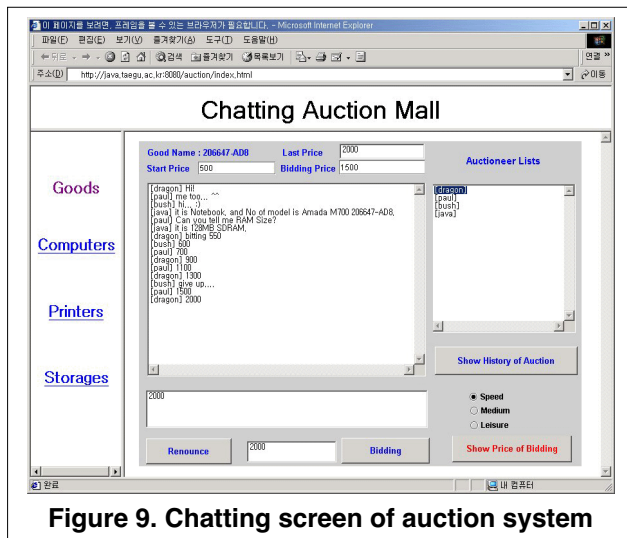 이 페이지를 보려면, 프레임을 볼 수 있는 브라우저가 필요합니다. - Microsoft Internet Explorer
파일(F) 편집(E) 보기(V) 즐겨찾기(A) 도구(T) 도움말(H)
뒤로 검색 즐겨찾기 목록보기 연결 »
주소(D) http://java.taegu.ac.kr:8080/auction/index.html 이동
Chatting Auction Mall
Goods
Computers
Printers
Storages
Good Name : 206647-AD8 Last Price 2000
Start Price 500 Bidding Price 1500
[dragon] Hi!
[paul] me too... ^^
[bush] hi... :)
[java] it is Notebook, and No of model is Amada M700 206647-AD8.
[paul] Can you tell me RAM Size?
[java] it is 128MB SDRAM.
[dragon] bitting 550
[bush] 600
[paul] 700
[dragon] 900
[paul] 1100
[dragon] 1300
[bush] give up....
[paul] 1500
[dragon] 2000
2000
Renounce 2000 Bidding
Auctioneer Lists
[dragon]
[paul]
[bush]
[java]
Show History of Auction
Speed
Medium
Leisure
Show Price of Bidding
완료 내 컴퓨터
Figure 9. Chatting screen of auction system